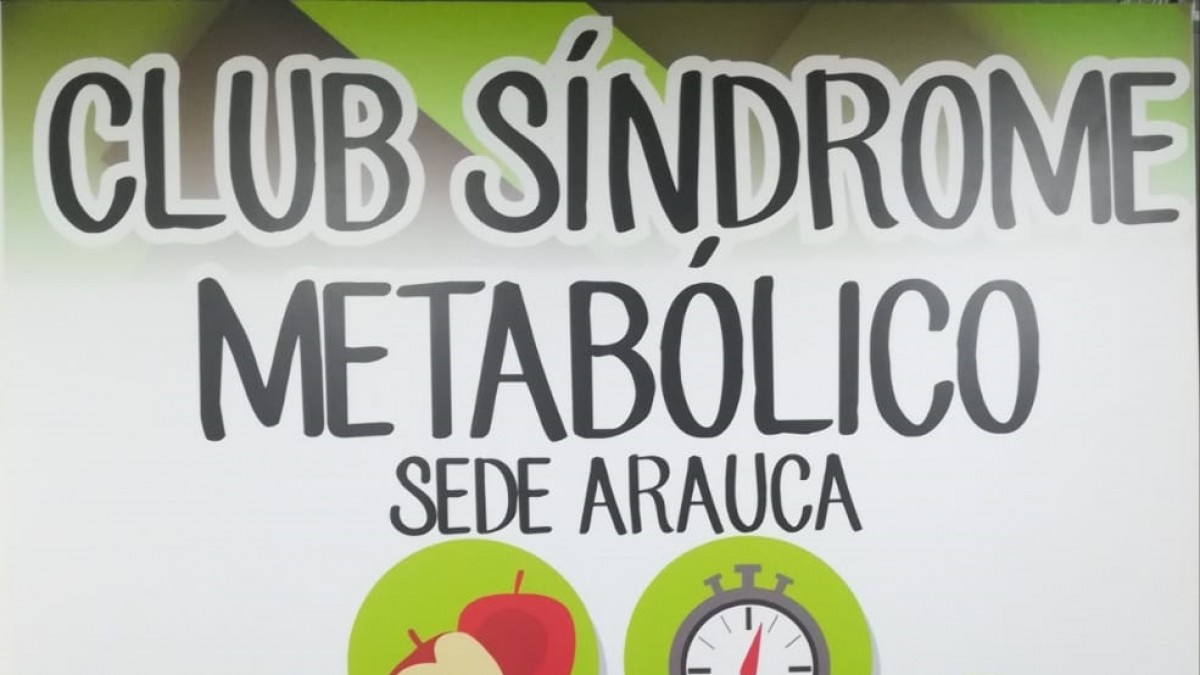 CLUB SÍNDROME
METABÓLICO
SEDE ARAUCA